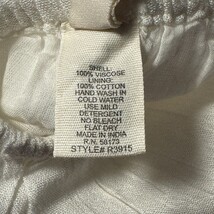 SHELL:
100% VISCOSE
LINING:
100% COTTON
HAND WASH IN
COLD WATER
USE MILD
DETERGENT
NO BLEACH
FLAT DRY
MADE IN INDIA
R.N. 58173
STYLE# R3915